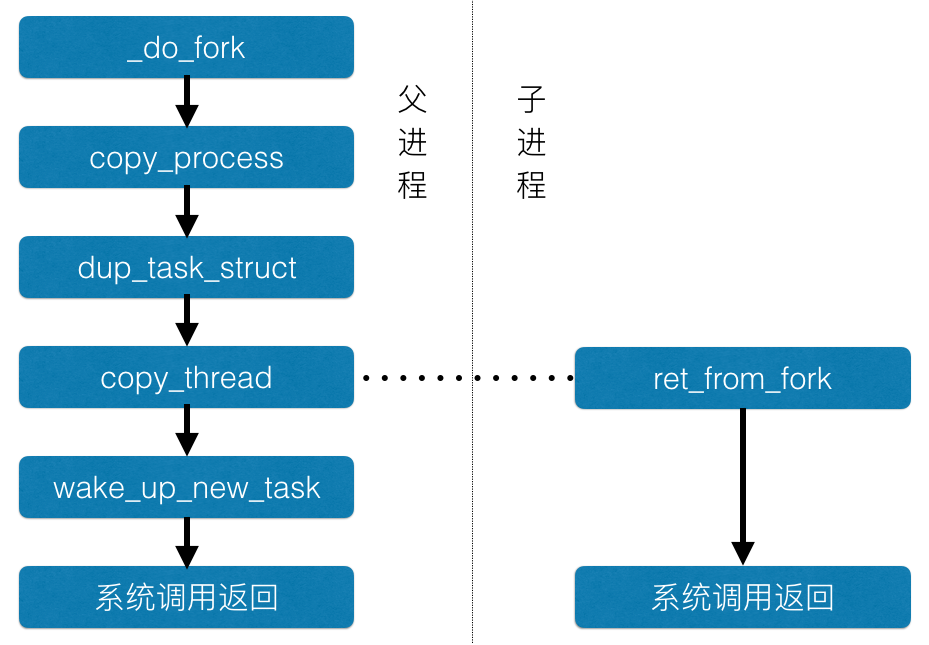 _do_fork
copy_process
dup_task_struct
copy_thread
wake_up_new_task
系统调用返回
父进程
子进程
ret_from_fork
系统调用返回